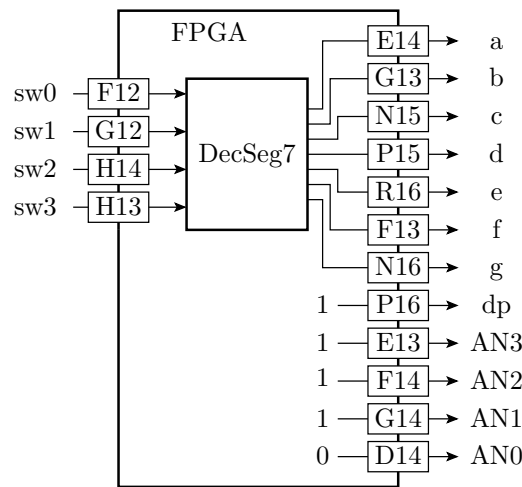 FPGA
E14 a
G13 b
sw0 F12
N15 c
sw1 G12
DecSeg7
P15 d
sw2 H14
R16 e
sw3 H13
F13 f
N16 g
1 P16 dp
1 E13 AN3
1 F14 AN2
1 G14 AN1
0 D14 AN0